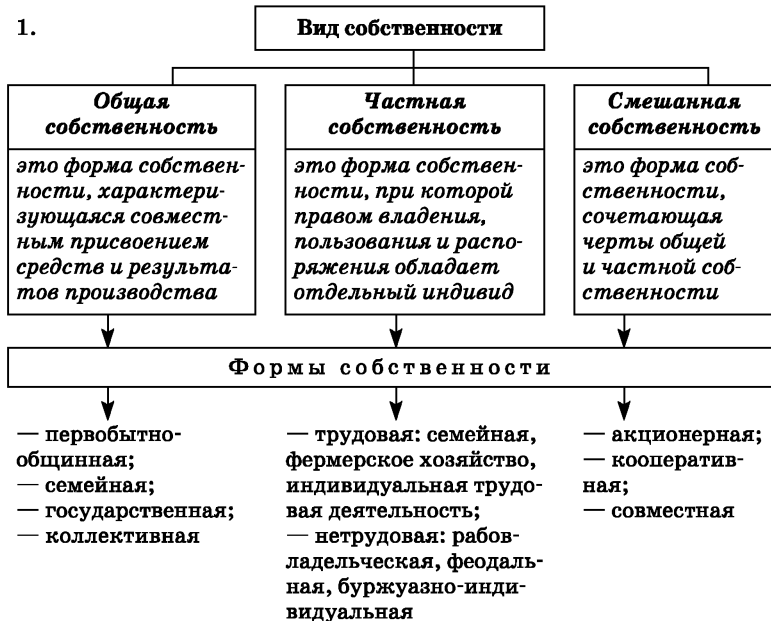 1.
Вид собственности
Общая
собственность
это форма собствен-
ности, характери-
зующаяся совмест-
ным присвоением
средств и результа-
тов производства
Частная
собственность
это форма собствен-
ности, при которой
правом владения,
пользования и распо-
ряжения обладает
отдельный индивид
Смешанная
собственность
это форма соб-
ственности,
сочетающая
черты общей
и частной соб-
ственности
Формы собственности
— первобытно-
общинная;
— семейная;
— государственная;
— коллективная
— трудовая: семейная,
фермерское хозяйство,
индивидуальная трудо-
вая деятельность;
— нетрудовая: рабов-
ладельческая, феодаль-
ная, буржуазно-инди-
видуальная
— акционерная;
— кооператив-
ная;
— совместная